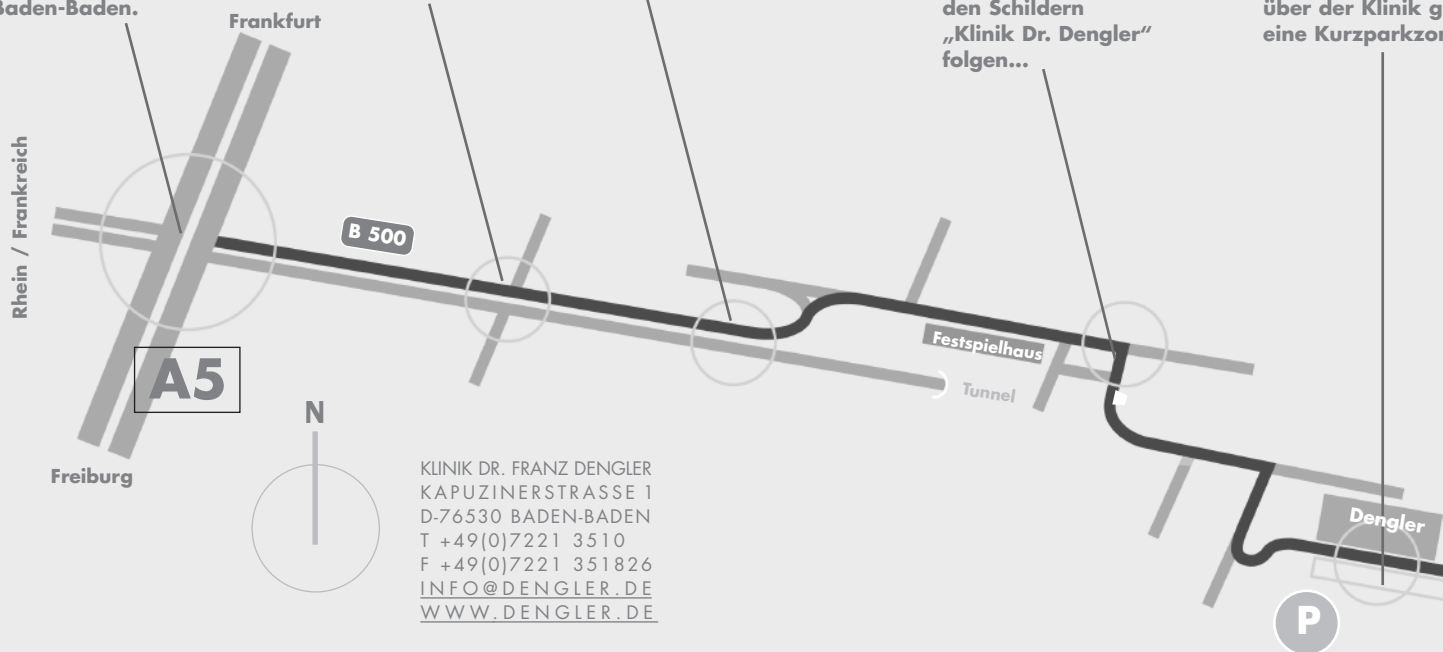 Baden-Baden.
den Schildern
„Klinik Dr. Dengler“
folgen...
über der Klinik g
eine Kurzparkzon
Frankfurt
Rhein / Frankreich
B 500
A5
Festspielhaus
Tunnel
Freiburg
N
KLINIK DR. FRANZ DENGLER
KAPUZINERSTRASSE 1
D-76530 BADEN-BADEN
T +49(0)7221 3510
F +49(0)7221 351826
INFO@DENGLER.DE
WWW.DENGLER.DE
Dengler
P